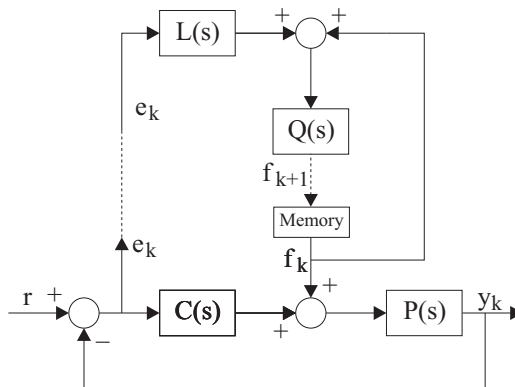 L(s)
+
+
e_k
Q(s)
f_{k+1}
Memory
e_k
f_k
+
r
+
C(s)
+
P(s)
y_k
−